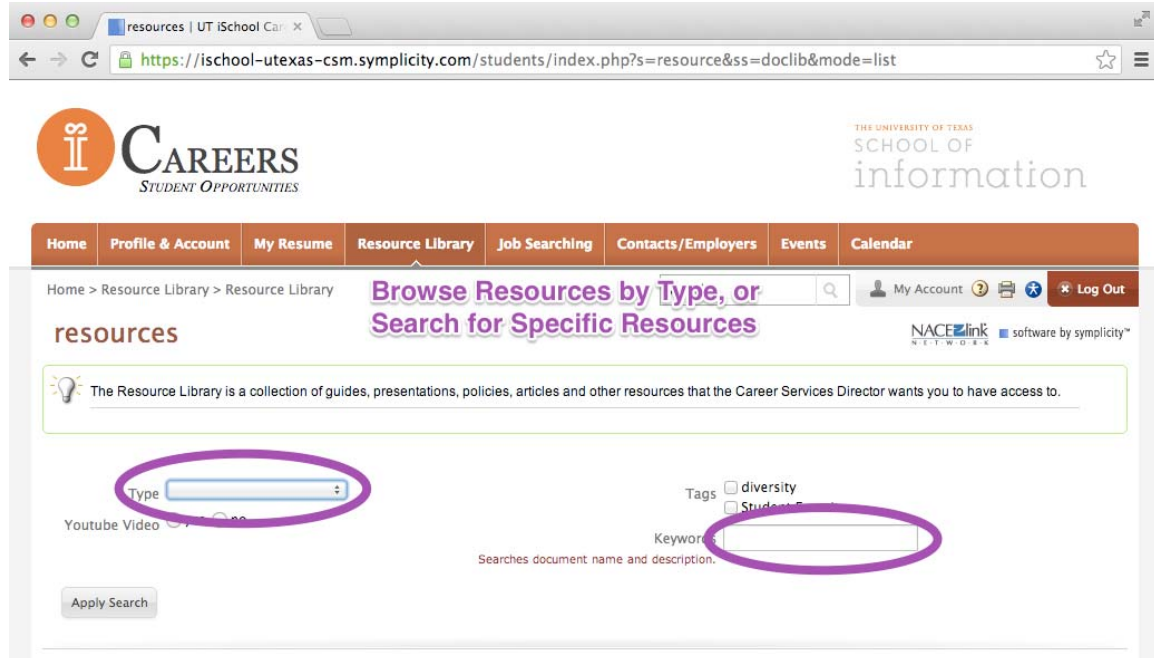 resources | UT iSchool Car
https://ischool-utexas-csm.symplicity.com/students/index.php?s=resource&ss=doclib&mode=list
is
CAREERS
STUDENT OPPORTUNITIES
THE UNIVERSITY OF TEXAS
SCHOOL OF
information
Home Profile & Account My Resume Resource Library Job Searching Contacts/Employers Events Calendar
Home > Resource Library > Resource Library
Browse Resources by Type, or
Search for Specific Resources
My Account Log Out
resources
NACElink
NETWORK
software by symplicity™
The Resource Library is a collection of guides, presentations, policies, articles and other resources that the Career Services Director wants you to have access to.
Type
Youtube Video no
Tags diversity
Student
Keywords
Searches document name and description.
Apply Search